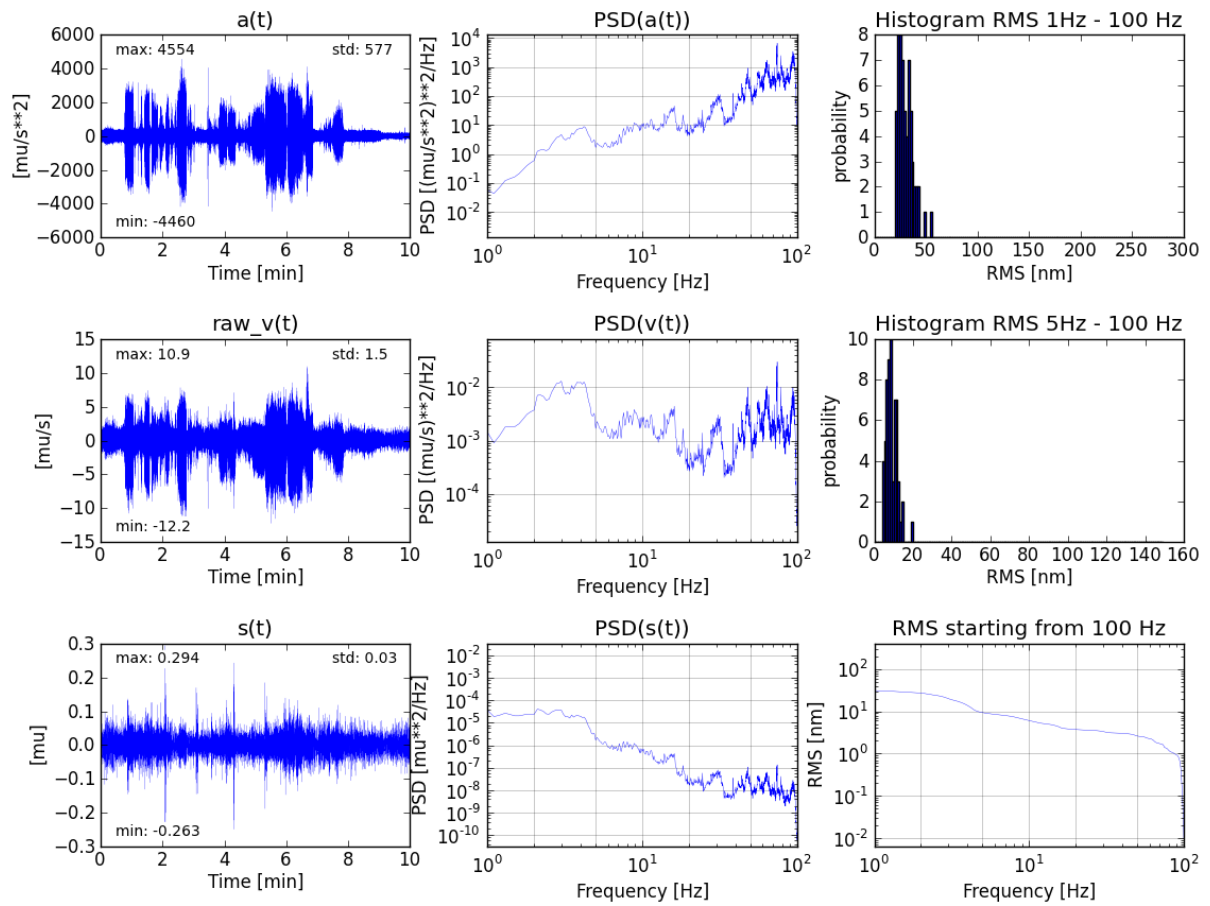 a(t)
max: 4554
std: 577
min: -4460
6000
4000
2000
0
−2000
−4000
−6000
[mu/s**2]
0 2 4 6 8 10
Time [min]
PSD(a(t))
10^4
10^3
10^2
10^1
10^0
10^-1
10^-2
PSD [(mu/s**2)**2/Hz]
10^0 10^1 10^2
Frequency [Hz]
Histogram RMS 1Hz - 100 Hz
8
7
6
5
4
3
2
1
0
probability
0 50 100 150 200 250 300
RMS [nm]
raw_v(t)
max: 10.9
std: 1.5
min: -12.2
15
10
5
0
−5
−10
−15
[mu/s]
0 2 4 6 8 10
Time [min]
PSD(v(t))
10^-2
10^-3
10^-4
PSD [(mu/s)**2/Hz]
10^0 10^1 10^2
Frequency [Hz]
Histogram RMS 5Hz - 100 Hz
10
8
6
4
2
0
probability
0 20 40 60 80 100 120 140 160
RMS [nm]
s(t)
max: 0.294
std: 0.03
min: -0.263
0.3
0.2
0.1
0.0
−0.1
−0.2
−0.3
[mu]
0 2 4 6 8 10
Time [min]
PSD(s(t))
10^-2
10^-3
10^-4
10^-5
10^-6
10^-7
10^-8
10^-9
10^-10
PSD [mu**2/Hz]
10^0 10^1 10^2
Frequency [Hz]
RMS starting from 100 Hz
10^2
10^1
10^0
10^-1
10^-2
RMS [nm]
10^0 10^1 10^2
Frequency [Hz]